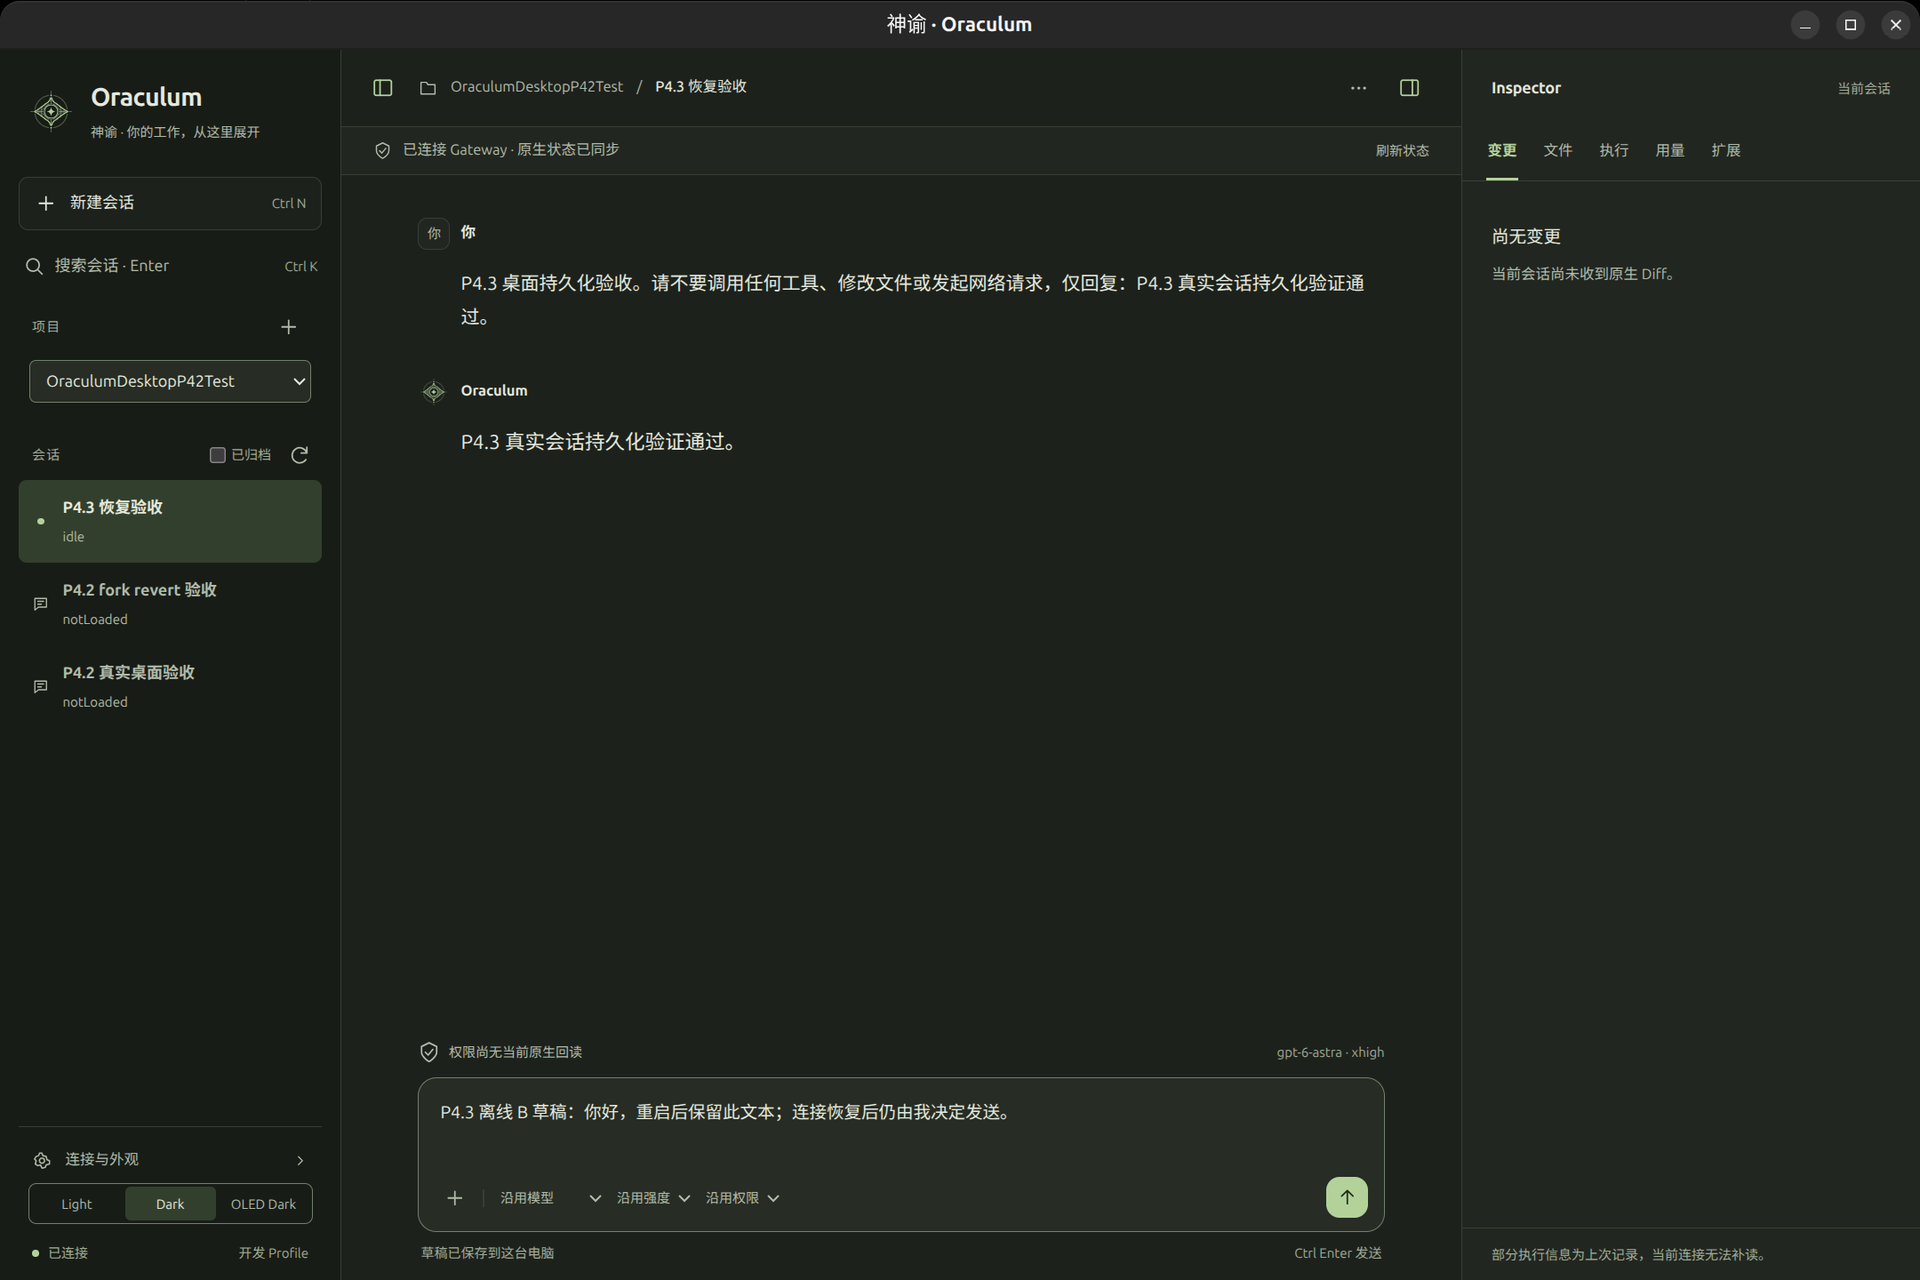 神谕 · Oraculum
Oraculum
神谕 · 你的工作，从这里展开
新建会话 Ctrl N
搜索会话 · Enter Ctrl K
项目
OraculumDesktopP42Test
会话 已归档
P4.3 恢复验收
idle
P4.2 fork revert 验收
notLoaded
P4.2 真实桌面验收
notLoaded
连接与外观
Light Dark OLED Dark
已连接 开发 Profile
OraculumDesktopP42Test / P4.3 恢复验收
已连接 Gateway · 原生状态已同步 刷新状态
你 你
P4.3 桌面持久化验收。请不要调用任何工具、修改文件或发起网络请求，仅回复：P4.3 真实会话持久化验证通
过。
Oraculum
P4.3 真实会话持久化验证通过。
权限尚无当前原生回读 gpt-6-astra · xhigh
P4.3 离线 B 草稿：你好，重启后保留此文本；连接恢复后仍由我决定发送。
沿用模型 沿用强度 沿用权限
草稿已保存到这台电脑 Ctrl Enter 发送
Inspector 当前会话
变更 文件 执行 用量 扩展
尚无变更
当前会话尚未收到原生 Diff。
部分执行信息为上次记录，当前连接无法补读。